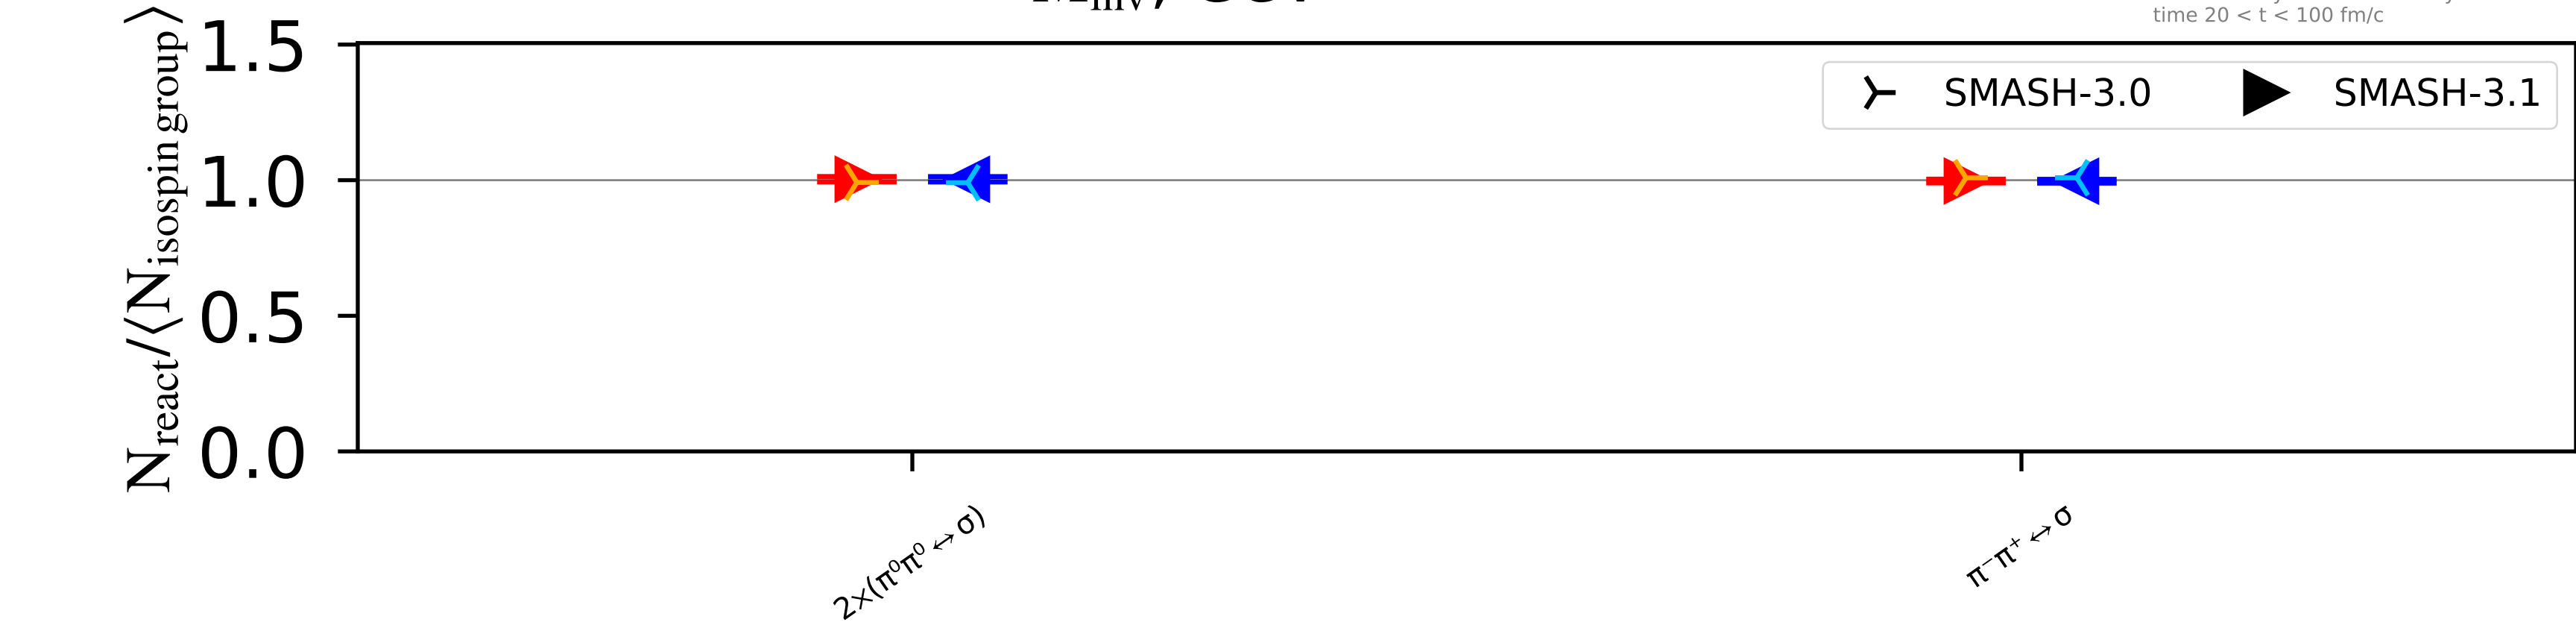 time 20 < t < 100 fm/c
N_react/⟨N_isospin group⟩
1.5
1.0
0.5
0.0
SMASH-3.0 SMASH-3.1
2×(π⁰π⁰↔σ)
π⁻π⁺↔σ